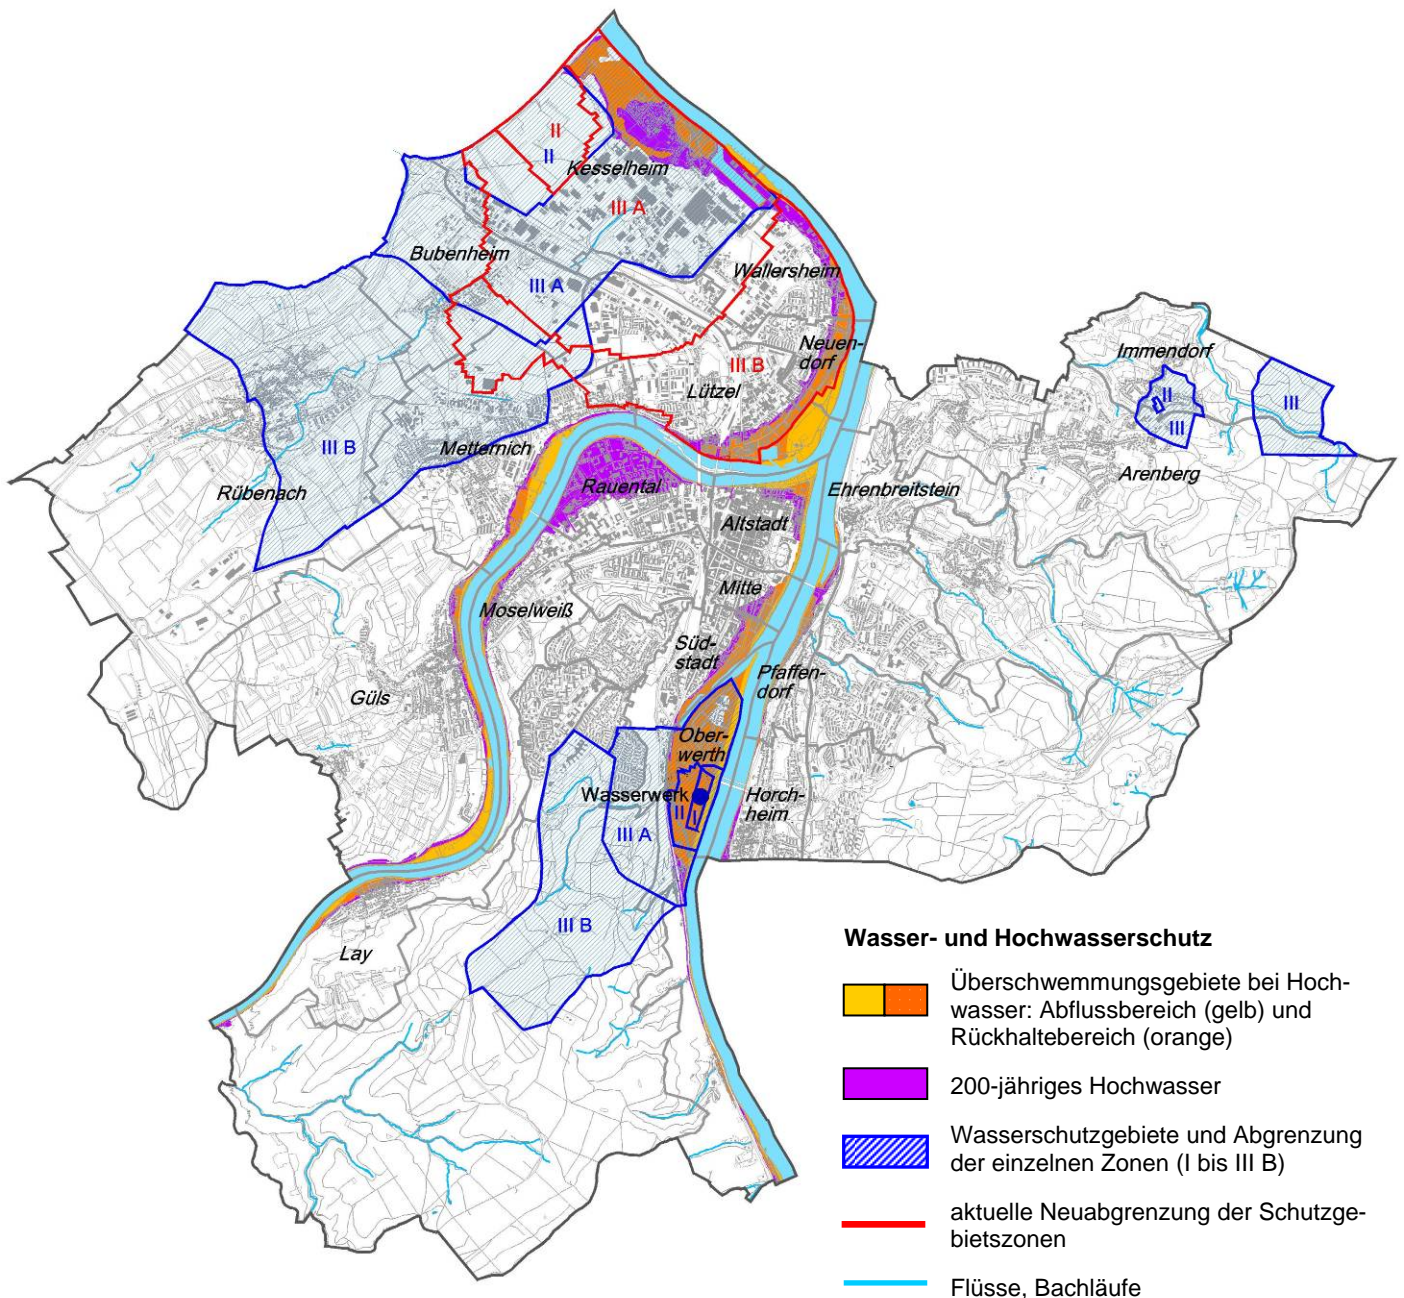 II
II
Kesselheim
III A
Bubenheim
Wallersheim
III A
Neuen-
dorf
Immendorf
III B
Lützel
II
III
III
Metternich
III B
Rübenach
Rauental
Ehrenbreitstein
Arenberg
Altstadt
Mitte
Moselweiß
Süd-
stadt
Pfaffen-
dorf
Güls
Ober-
werth
Wasserwerk
Horch-
heim
II
I
III A
III B
Lay
Wasser- und Hochwasserschutz
Überschwemmungsgebiete bei Hoch-
wasser: Abflussbereich (gelb) und
Rückhaltebereich (orange)
200-jähriges Hochwasser
Wasserschutzgebiete und Abgrenzung
der einzelnen Zonen (I bis III B)
aktuelle Neuabgrenzung der Schutzge-
bietszonen
Flüsse, Bachläufe